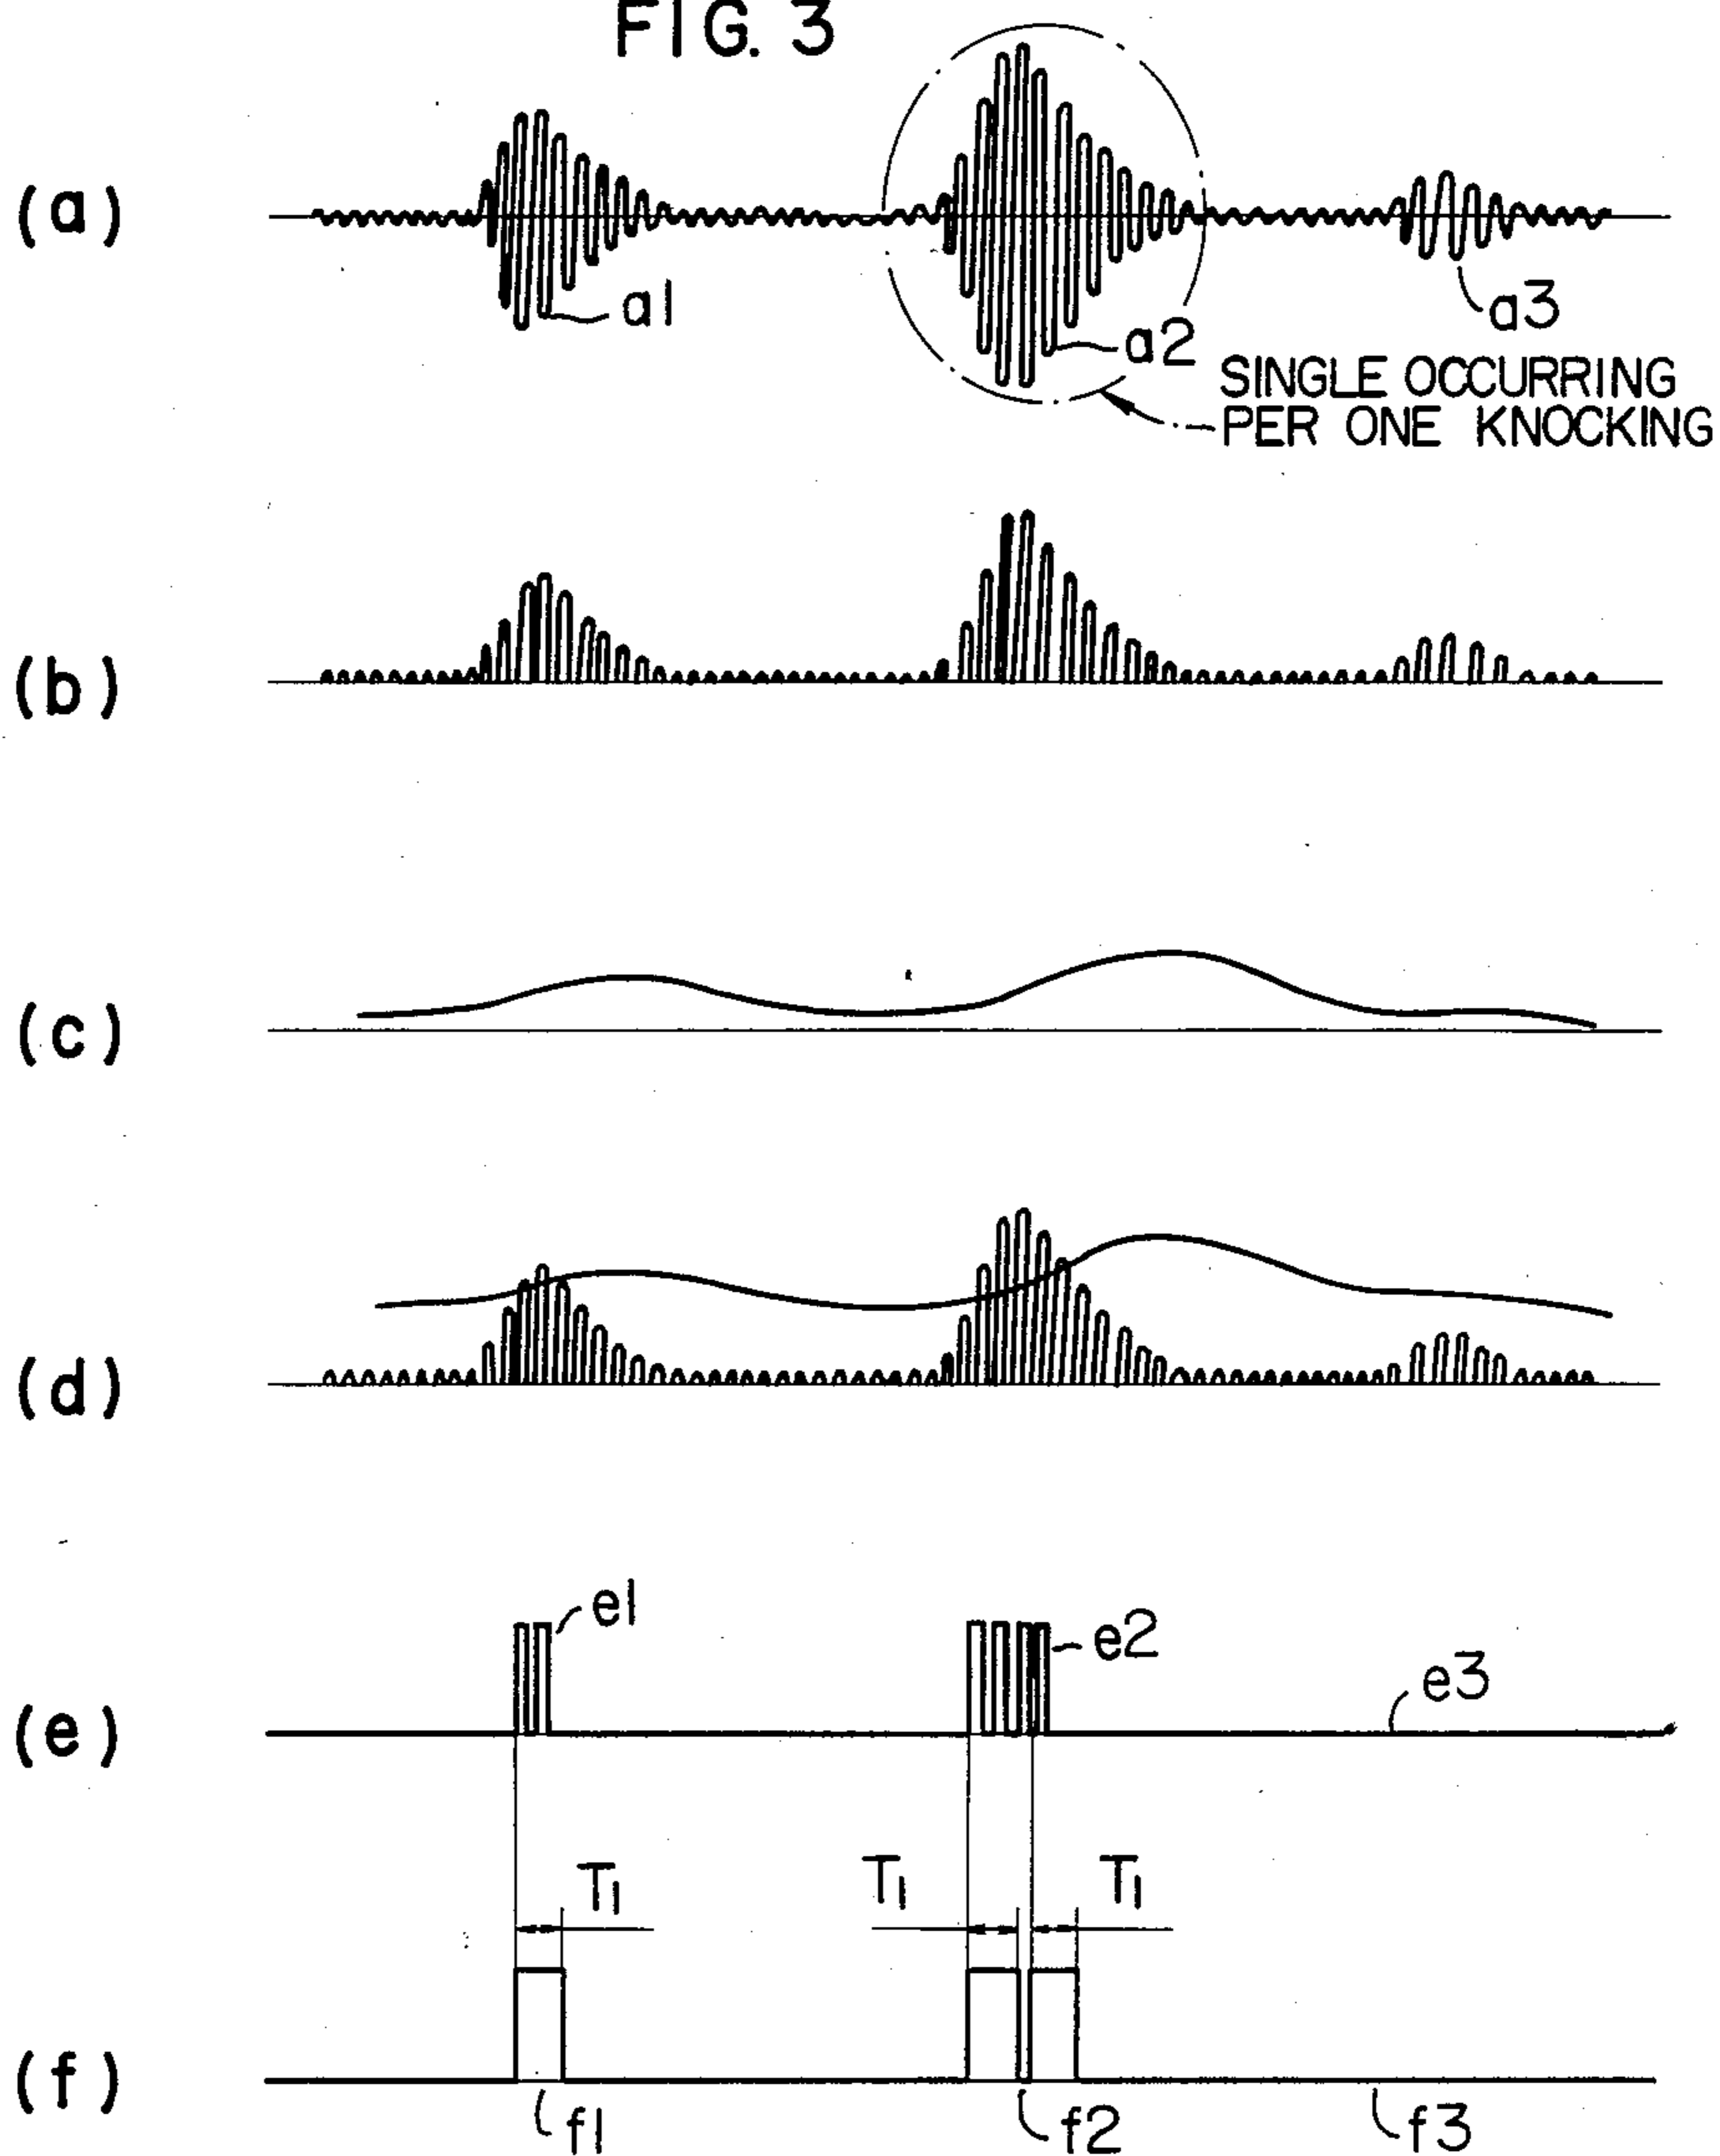 FIG. 3
(a)
a1
a2
a3
SINGLE OCCURRING
PER ONE KNOCKING
(b)
(c)
(d)
(e)
e1
e2
e3
T1
T1
T1
(f)
f1
f2
f3